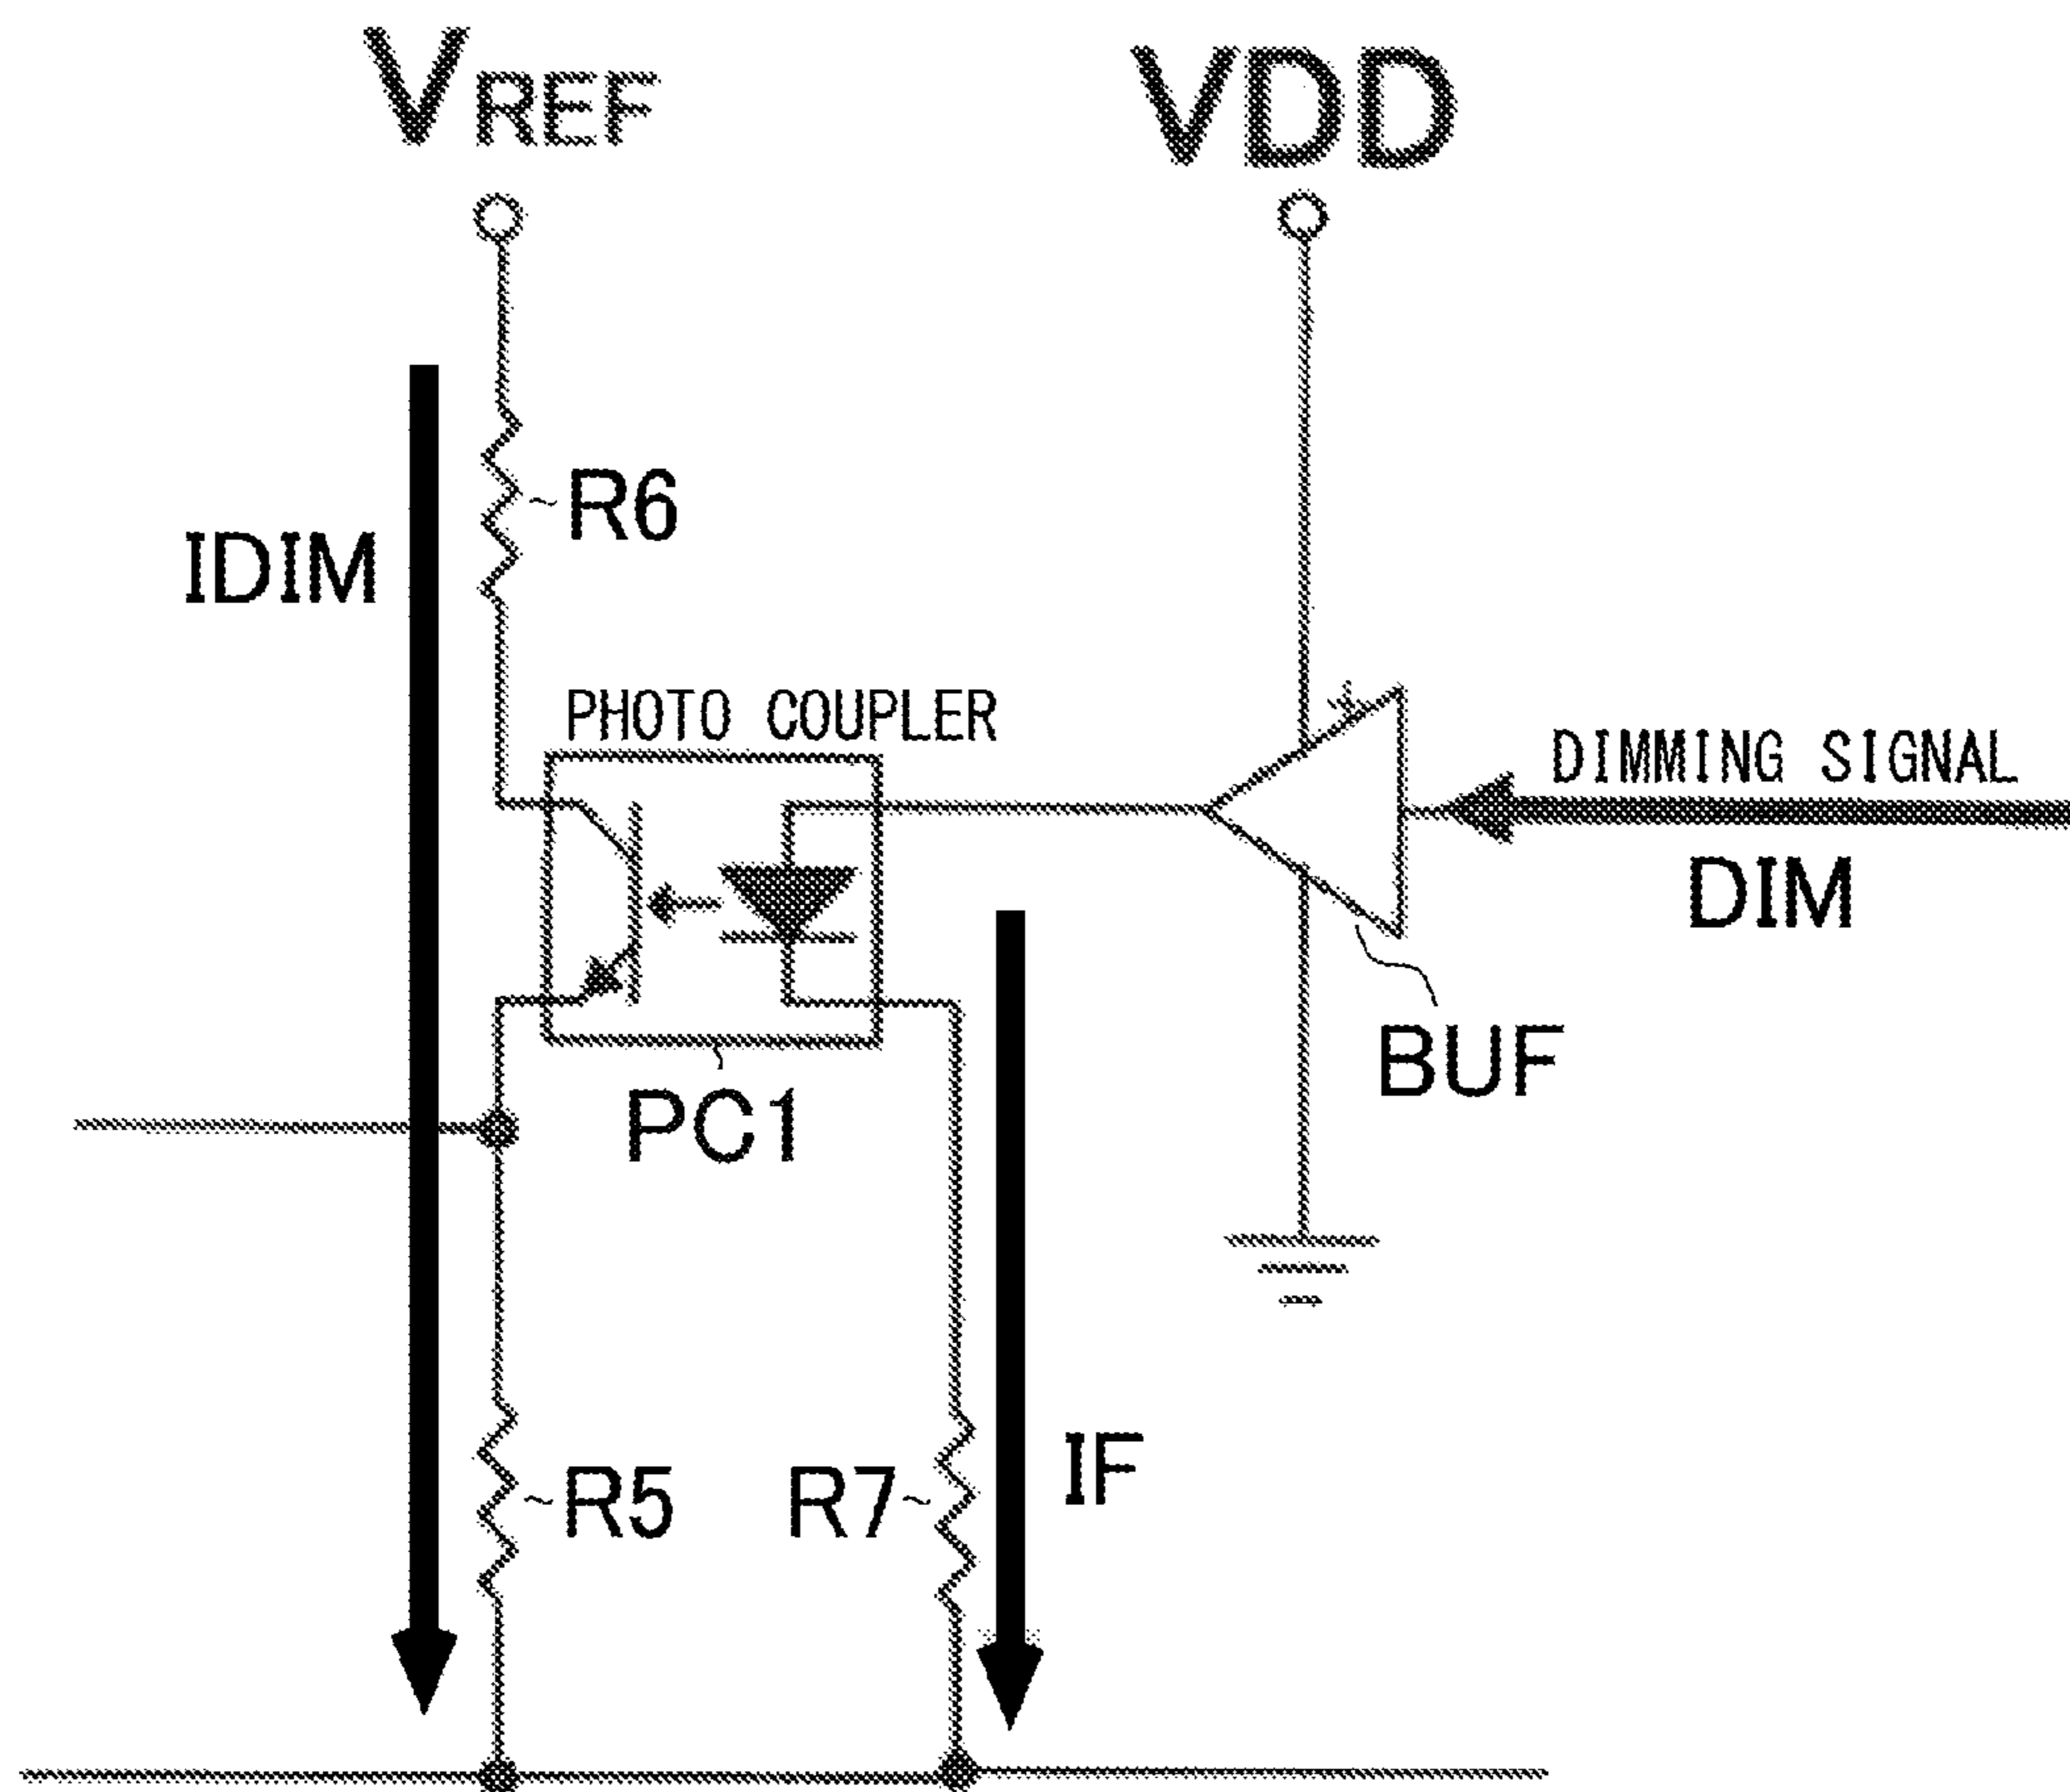 VREF
VDD
R6
IDIM
PHOTO COUPLER
DIMMING SIGNAL
DIM
BUF
PC1
R5
R7
IF